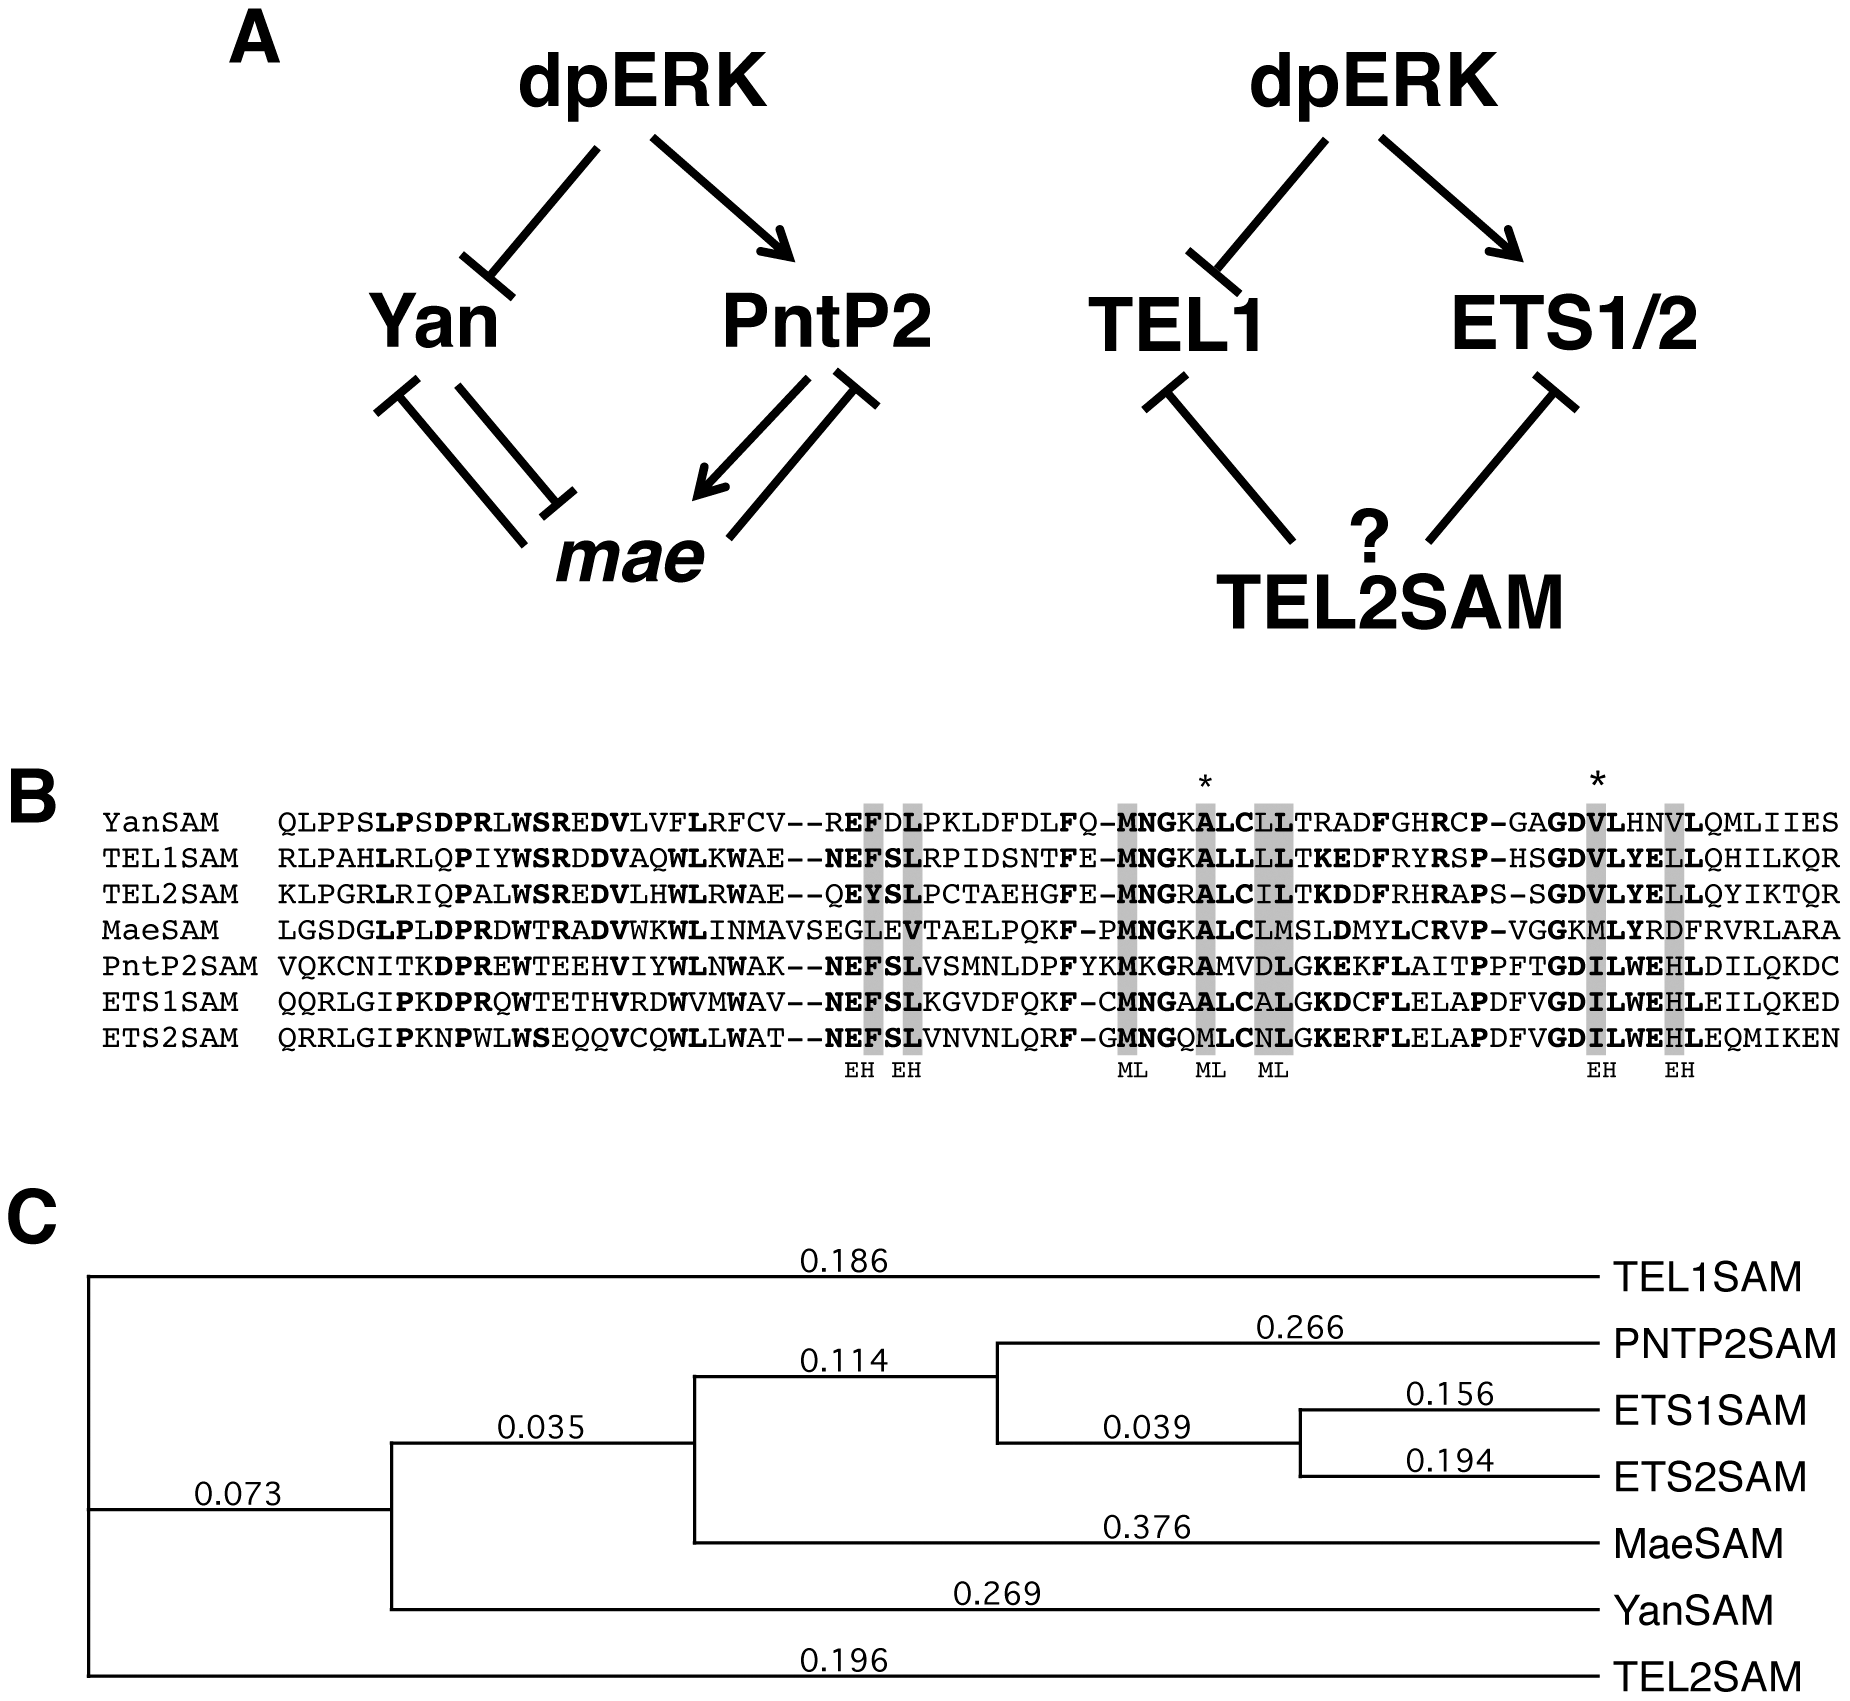 A
dpERK dpERK
Yan PntP2 TEL1 ETS1/2
mae
?
TEL2SAM
B
* *
YanSAM QLPPSLPSDPRLWSREDVLVFLRFCV--REFDLPKLDFDLFQ-MNGKALCLLTRADFGHRCP-GAGDVLHNVLQMLIIES
TEL1SAM RLPAHLRLQPIYWSRDDVAQWLKWAE--NEFSLRPIDSNTFE-MNGKALLLLTKEDFRYRSP-HSGDVLYELLQHILKQR
TEL2SAM KLPGRLRIQPALWSREDVLHWLRWAE--QEYSLPCTAEHGFE-MNGRALCILTKDDFRHRAPS-SGDVLYELLQYIKTQR
MaeSAM LGSDGLPLDPRDWTRADVWKWLINMAVSEGLEVTAELPQKF-PMNGKALCLMSLDMYLCRVP-VGGKMLYRDFRVRLARA
PntP2SAM VQKCNITKDPREWTEEHVIYWLNWAK--NEFSLVSMNLDPFYKMKGRAMVDLGKEKFLAITPPFTGDILWEHLDILQKDC
ETS1SAM QQRLGIPKDPRQWTETHVRDWVMWAV--NEFSLKGVDFQKF-CMNGAALCALGKDCFLELAPDFVGDILWEHLEILQKED
ETS2SAM QRRLGIPKNPWLWSEQQVCQWLLWAT--NEFSLVNVNLQRF-GMNGQMLCNLGKERFLELAPDFVGDILWEHLEQMIKEN
EH EH ML ML ML EH EH
C
0.186 TEL1SAM
0.266 PNTP2SAM
0.114
0.156 ETS1SAM
0.035 0.039
0.194 ETS2SAM
0.073
0.376 MaeSAM
0.269 YanSAM
0.196 TEL2SAM